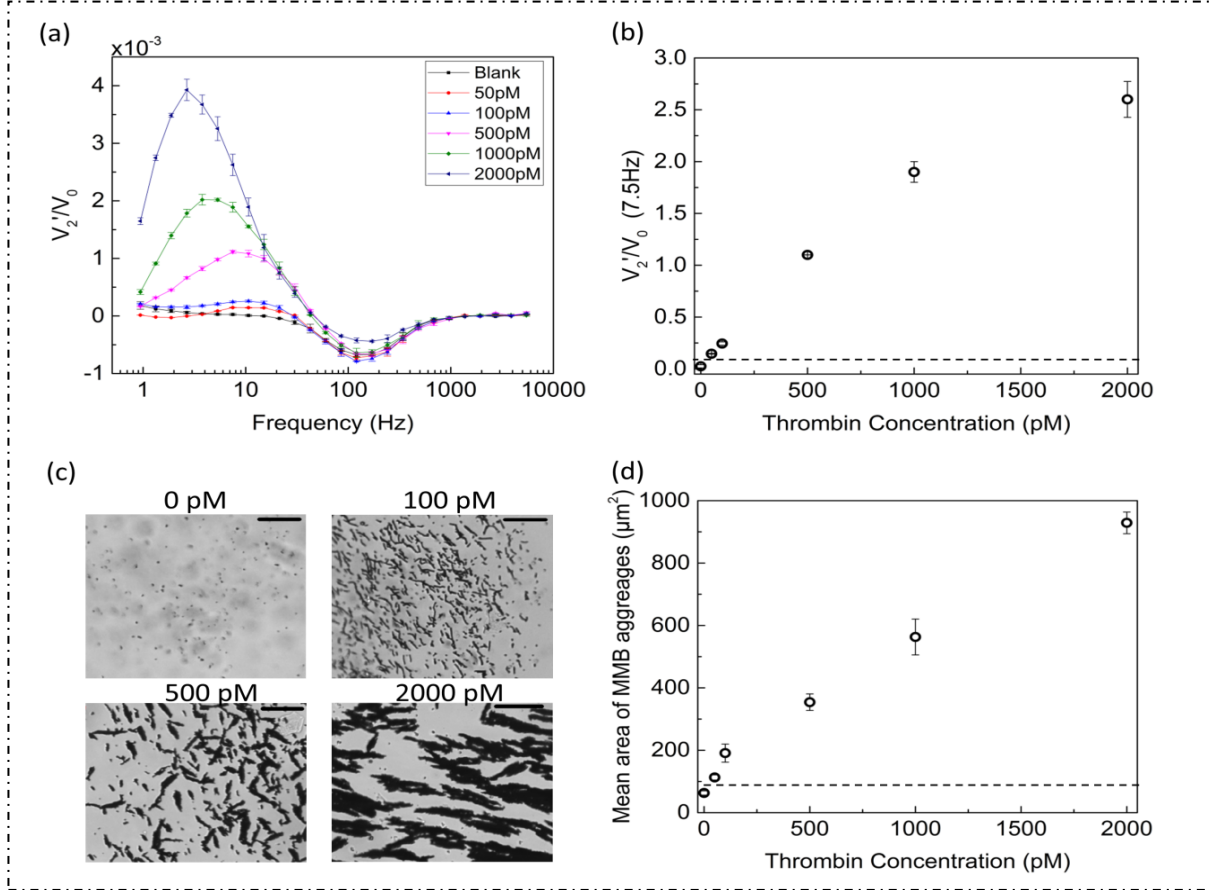 (a)
x10⁻³
4
3
2
1
0
-1
V₂'/V₀
1 10 100 1000 10000
Frequency (Hz)
Blank
50pM
100pM
500pM
1000pM
2000pM
(b)
3.0
2.5
2.0
1.5
1.0
0.5
0.0
V₂'/V₀ (7.5Hz)
0 500 1000 1500 2000
Thrombin Concentration (pM)
(c)
0 pM 100 pM
500 pM 2000 pM
(d)
1000
800
600
400
200
0
Mean area of MMB aggreages (µm²)
0 500 1000 1500 2000
Thrombin Concentration (pM)